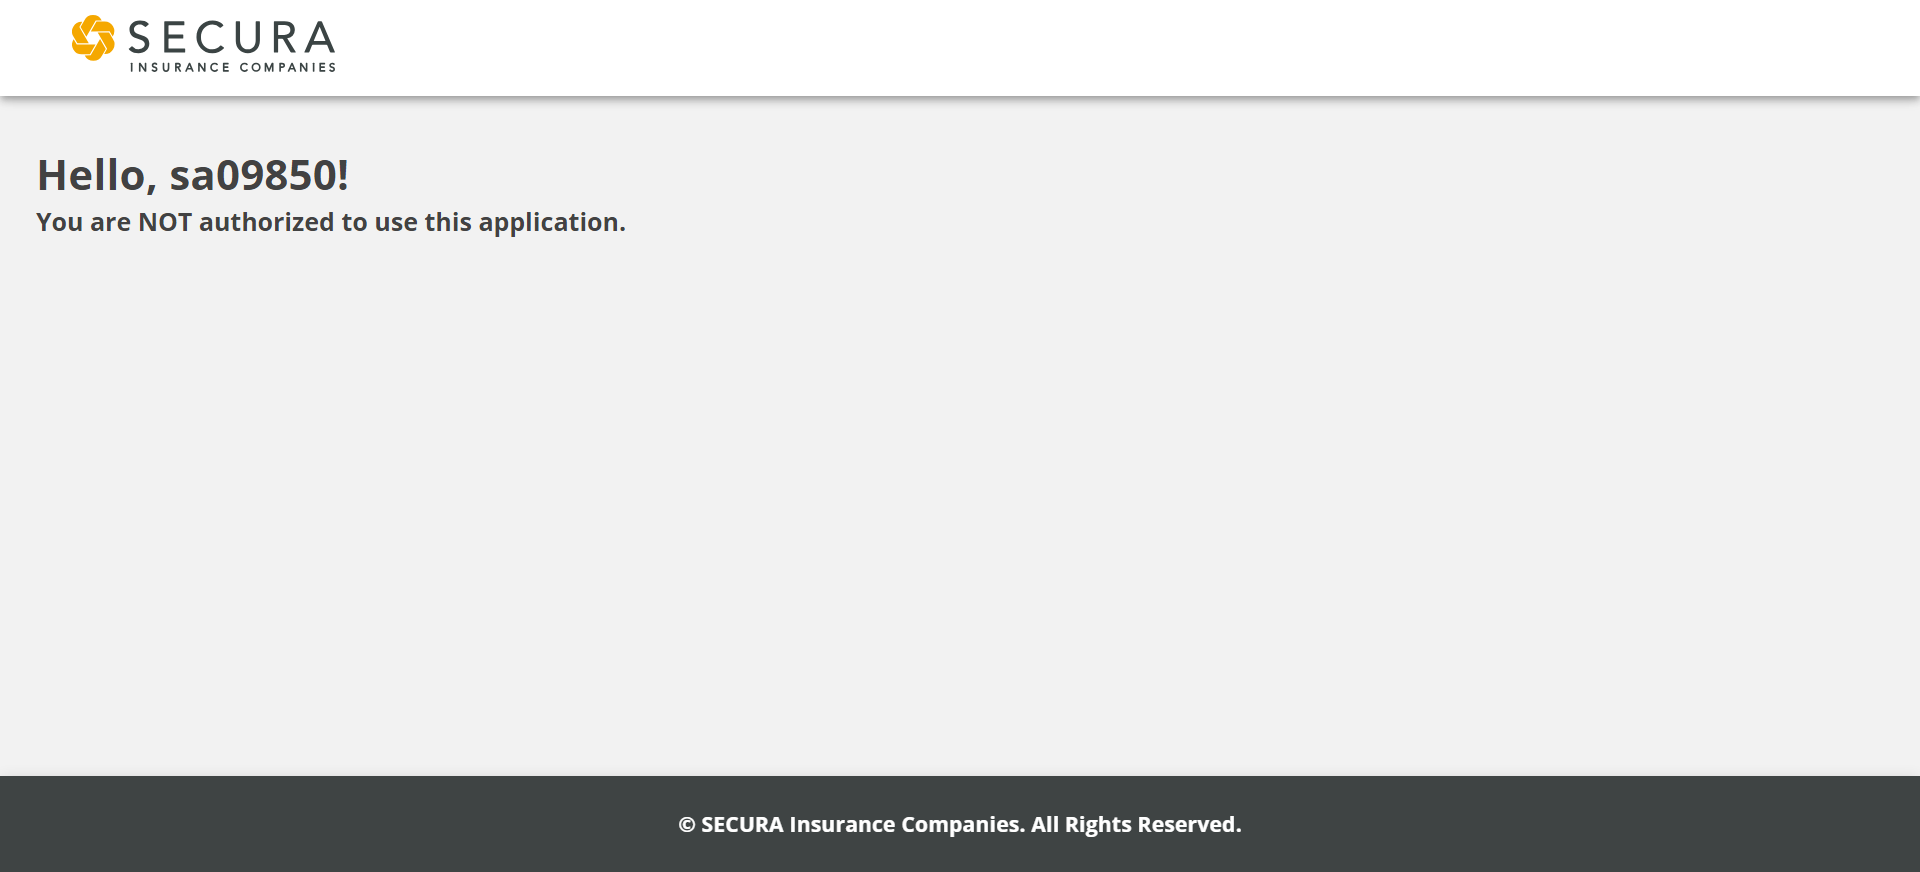 SECURA
INSURANCE COMPANIES
Hello, sa09850!
You are NOT authorized to use this application.
© SECURA Insurance Companies. All Rights Reserved.